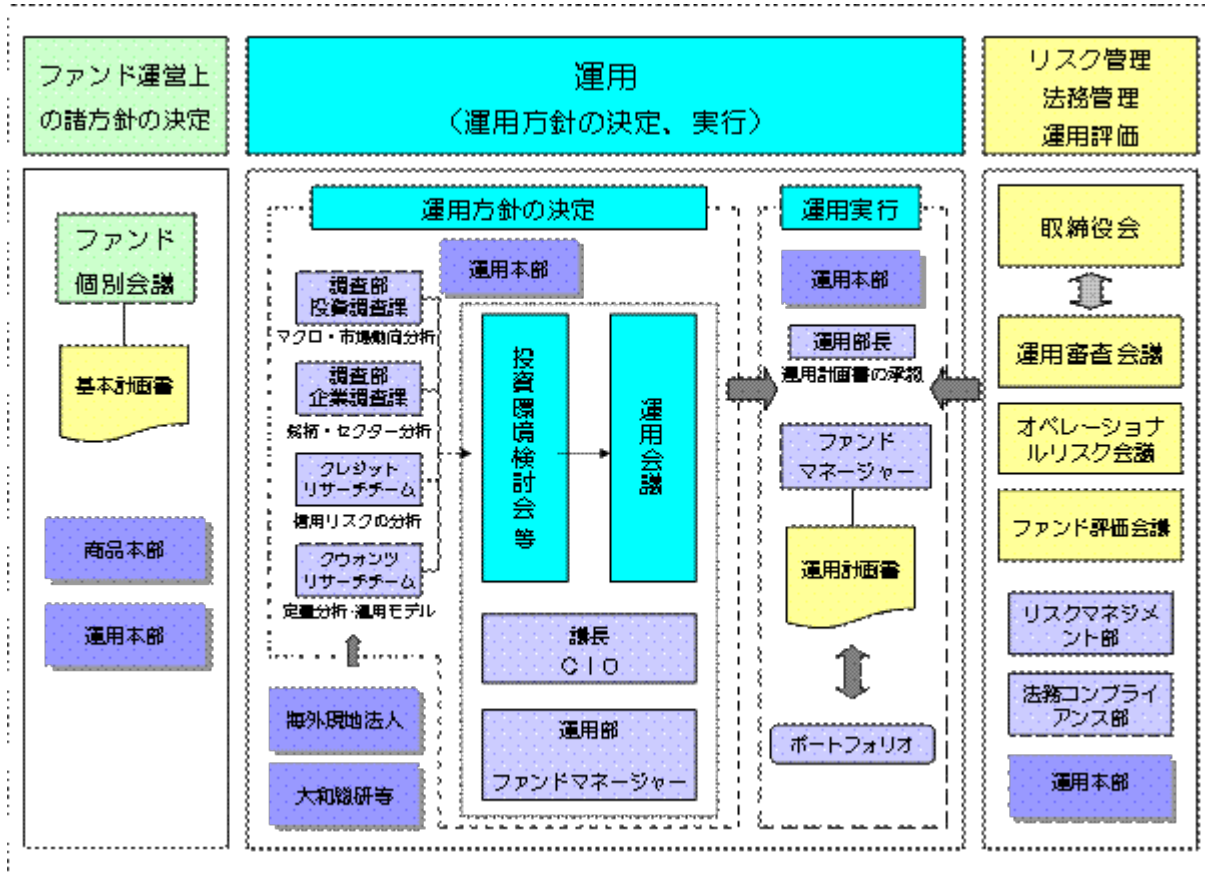 ファンド運営上
の諸方針の決定
ファンド
個別会議
基本計画書
商品本部
運用本部
運用
（運用方針の決定、実行）
運用方針の決定
運用本部
調査部
投資調査課
マクロ・市場動向分析
調査部
企業調査課
銘柄・セクター分析
クレジット
リサーチチーム
信用リスクの分析
クウォンツ
リサーチチーム
定量分析・運用モデル
海外現地法人
大和総研等
投資環境検討会等
運用会議
議長
ＣＩＯ
運用部
ファンドマネージャー
運用実行
運用本部
運用部長
運用計画書の承認
ファンド
マネージャー
運用計画書
ポートフォリオ
リスク管理
法務管理
運用評価
取締役会
運用審査会議
オペレーショナ
ルリスク会議
ファンド評価会議
リスクマネジメ
ント部
法務コンプライ
アンス部
運用本部